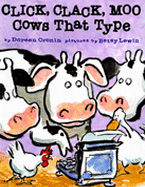 CLICK, CLACK, MOO
COWS THAT TYPE
by Doreen Cronin pictures by Betsy Lewin